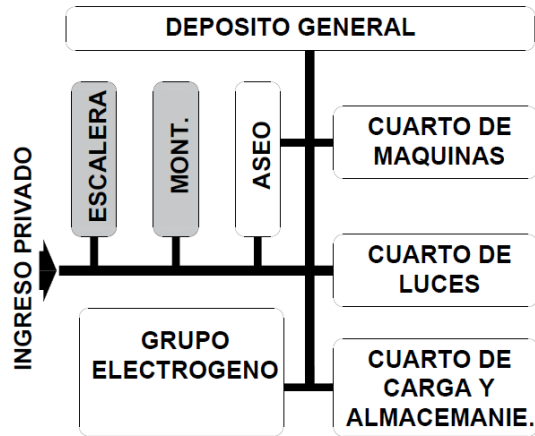 DEPOSITO GENERAL
INGRESO PRIVADO
ESCALERA
MONT.
ASEO
CUARTO DE
MAQUINAS
CUARTO DE
LUCES
GRUPO
ELECTROGENO
CUARTO DE
CARGA Y
ALMACEMANIE.